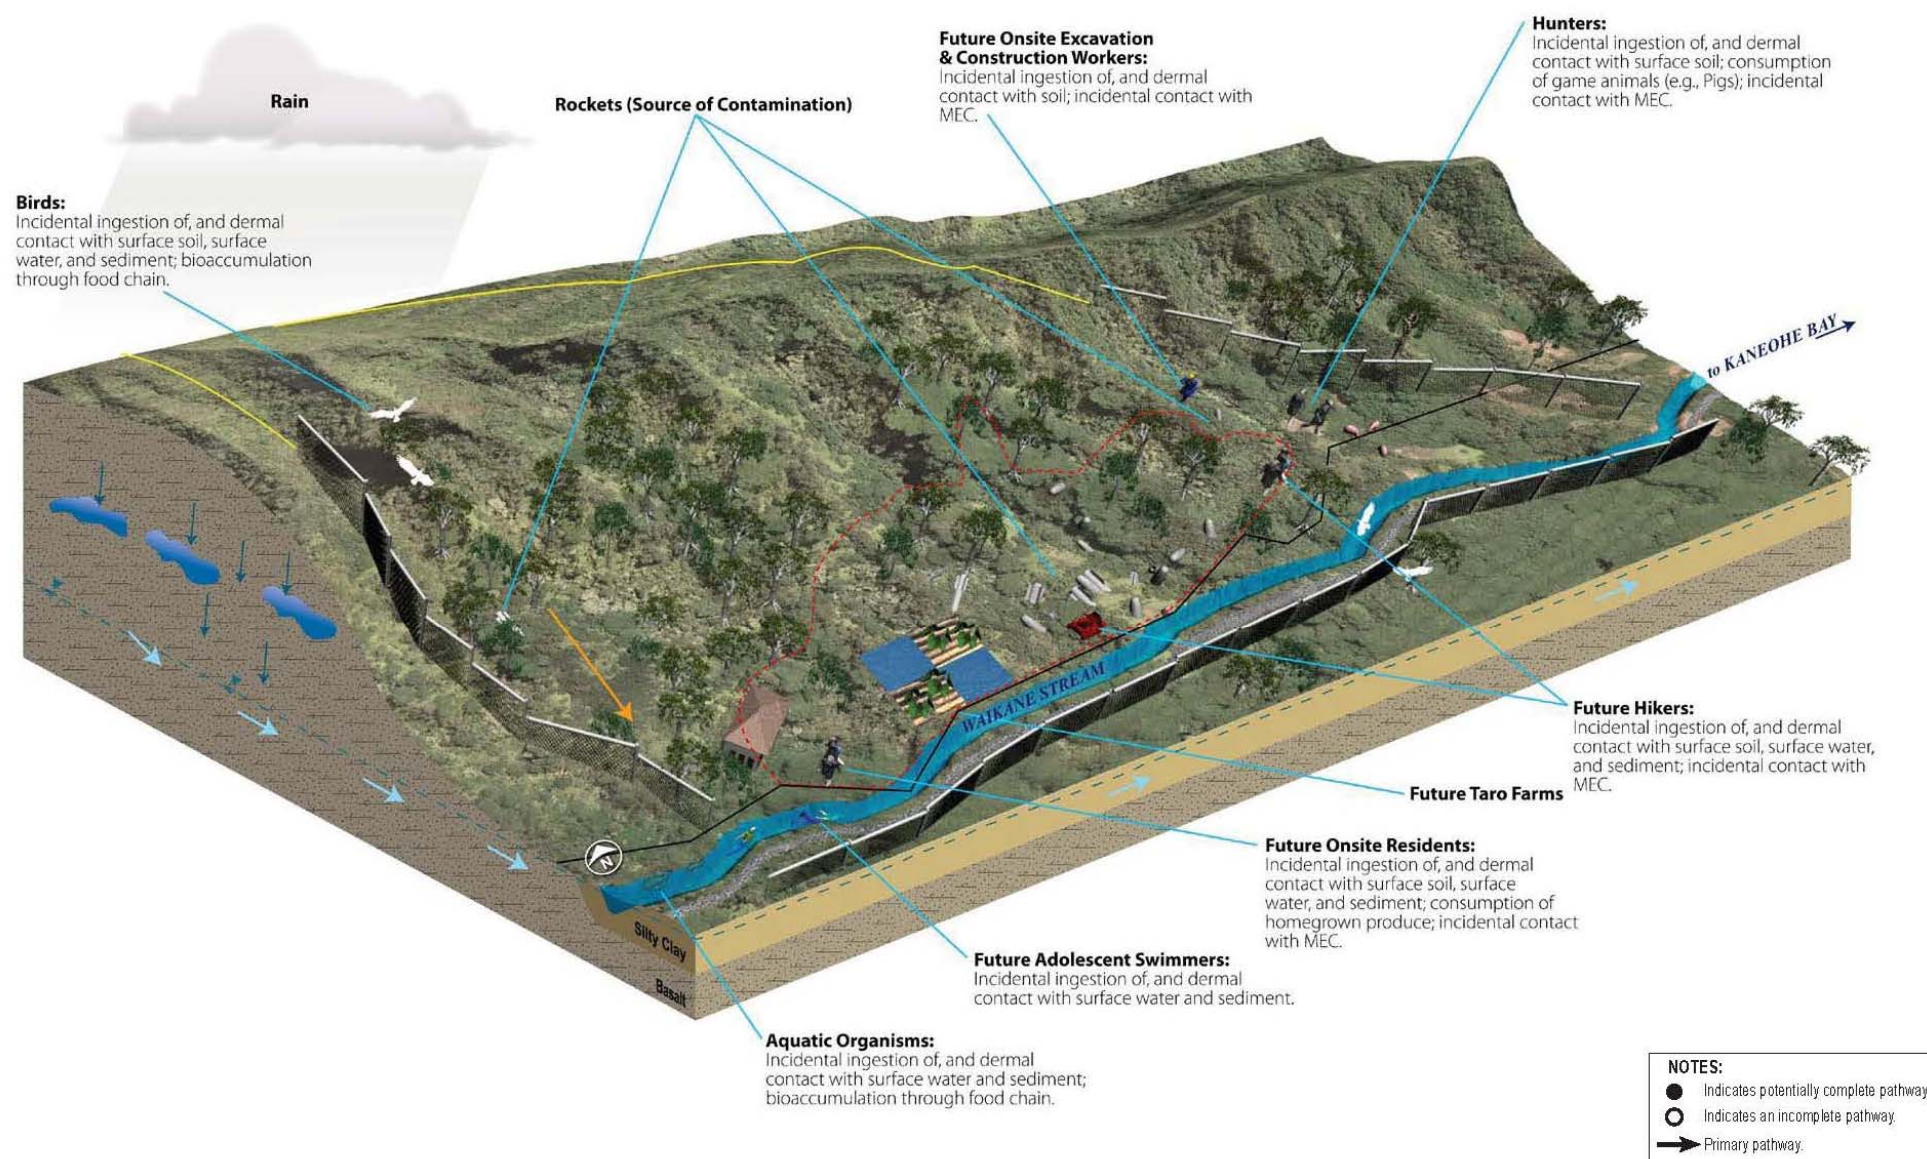 Rain
Rockets (Source of Contamination)
Future Onsite Excavation
& Construction Workers:
Incidental ingestion of, and dermal
contact with soil; incidental contact with
MEC.
Hunters:
Incidental ingestion of, and dermal
contact with surface soil; consumption
of game animals (e.g., Pigs); incidental
contact with MEC.
Birds:
Incidental ingestion of, and dermal
contact with surface soil, surface
water, and sediment; bioaccumulation
through food chain.
to KANEOHE BAY
WAIKANE STREAM
Future Hikers:
Incidental ingestion of, and dermal
contact with surface soil, surface water,
and sediment; incidental contact with
MEC.
Future Taro Farms
Future Onsite Residents:
Incidental ingestion of, and dermal
contact with surface soil, surface
water, and sediment; consumption of
homegrown produce; incidental contact
with MEC.
N
Silty Clay
Basalt
Future Adolescent Swimmers:
Incidental ingestion of, and dermal
contact with surface water and sediment.
Aquatic Organisms:
Incidental ingestion of, and dermal
contact with surface water and sediment;
bioaccumulation through food chain.
NOTES:
Indicates potentially complete pathway
Indicates an incomplete pathway.
Primary pathway.